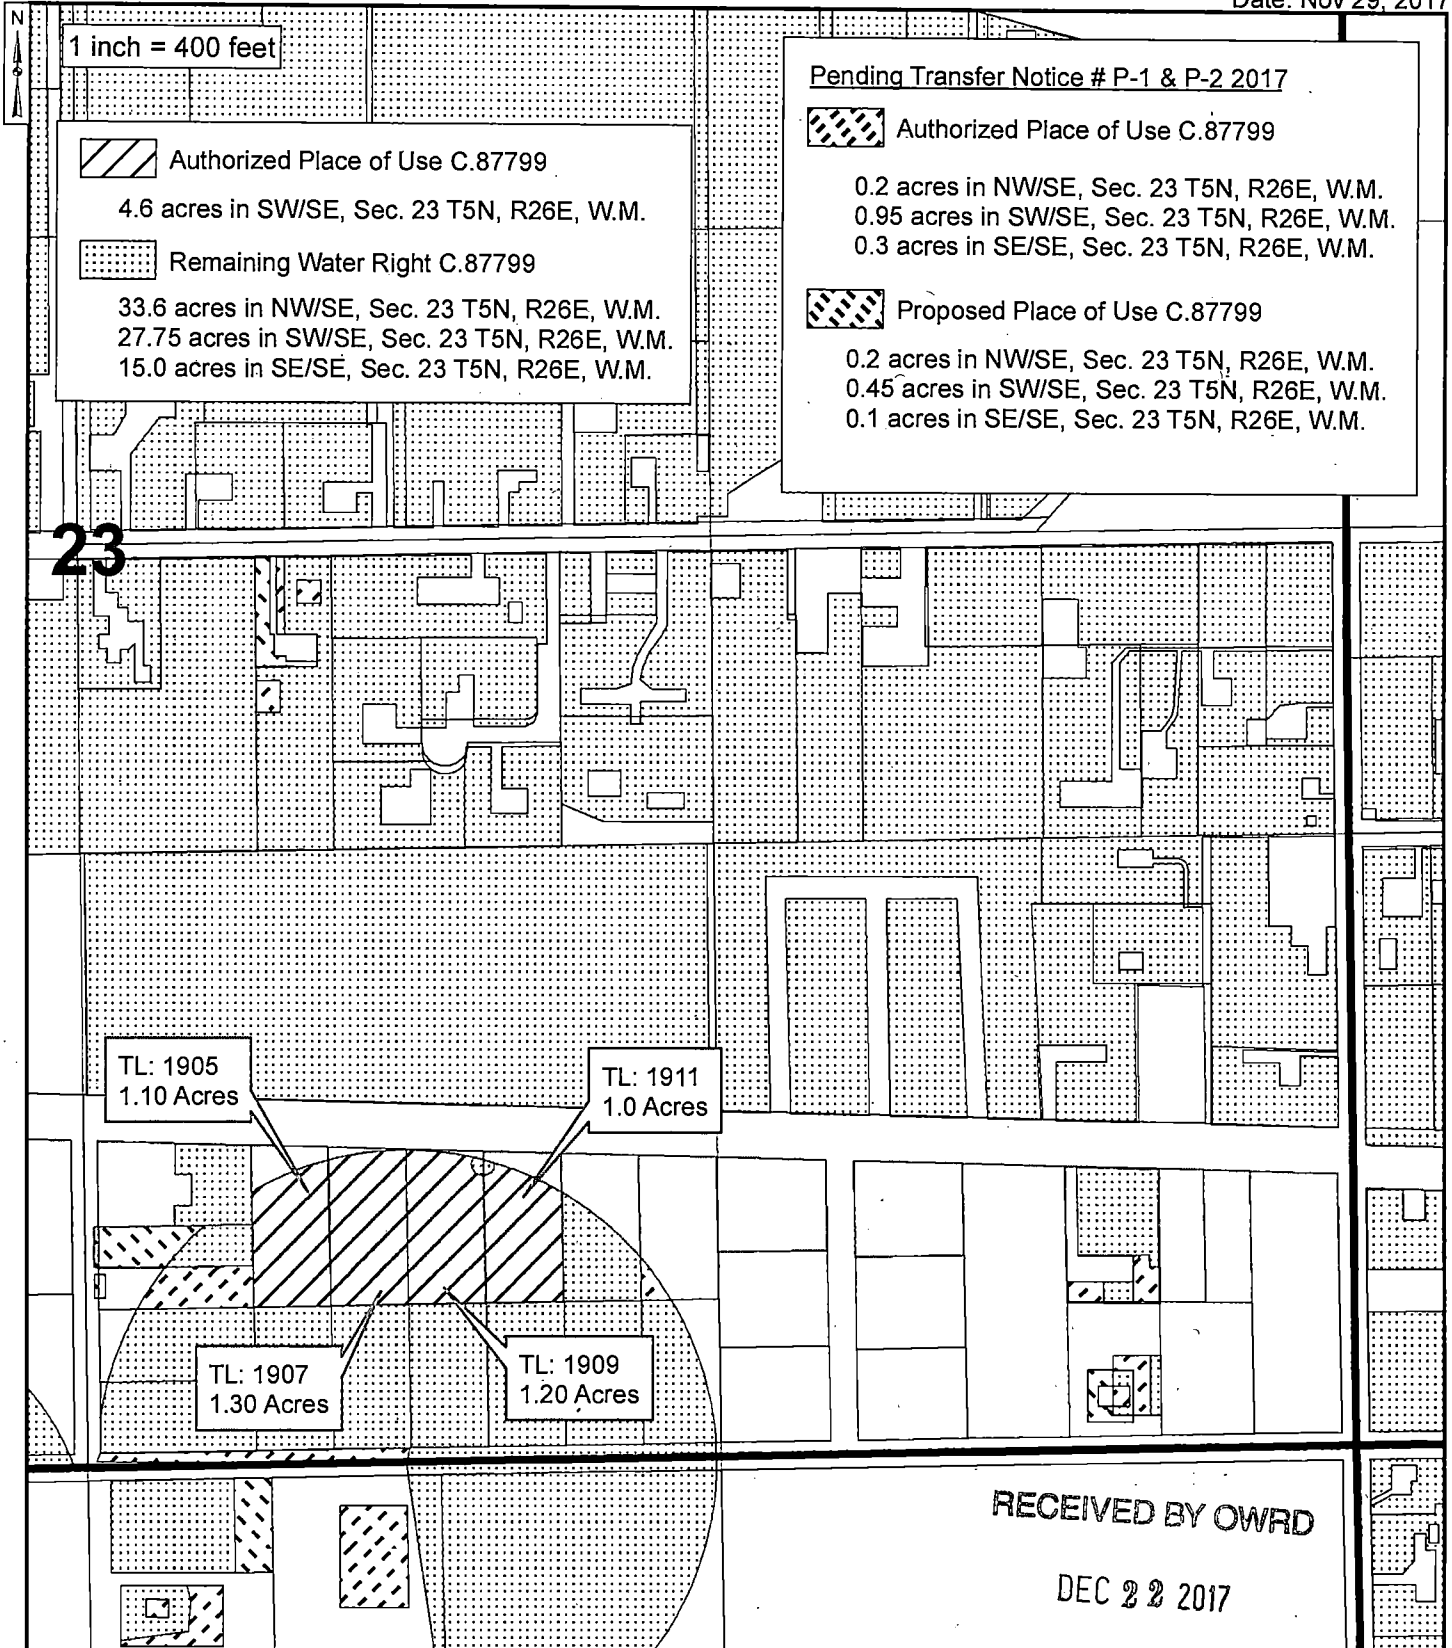 Date: Nov 29, 2017
N
1 inch = 400 feet
Authorized Place of Use C.87799
4.6 acres in SW/SE, Sec. 23 T5N, R26E, W.M.
Remaining Water Right C.87799
33.6 acres in NW/SE, Sec. 23 T5N, R26E, W.M.
27.75 acres in SW/SE, Sec. 23 T5N, R26E, W.M.
15.0 acres in SE/SE, Sec. 23 T5N, R26E, W.M.
Pending Transfer Notice # P-1 & P-2 2017
Authorized Place of Use C.87799
0.2 acres in NW/SE, Sec. 23 T5N, R26E, W.M.
0.95 acres in SW/SE, Sec. 23 T5N, R26E, W.M.
0.3 acres in SE/SE, Sec. 23 T5N, R26E, W.M.
Proposed Place of Use C.87799
0.2 acres in NW/SE, Sec. 23 T5N, R26E, W.M.
0.45 acres in SW/SE, Sec. 23 T5N, R26E, W.M.
0.1 acres in SE/SE, Sec. 23 T5N, R26E, W.M.
23
TL: 1905
1.10 Acres
TL: 1911
1.0 Acres
TL: 1907
1.30 Acres
TL: 1909
1.20 Acres
RECEIVED BY OWRD
DEC 22 2017